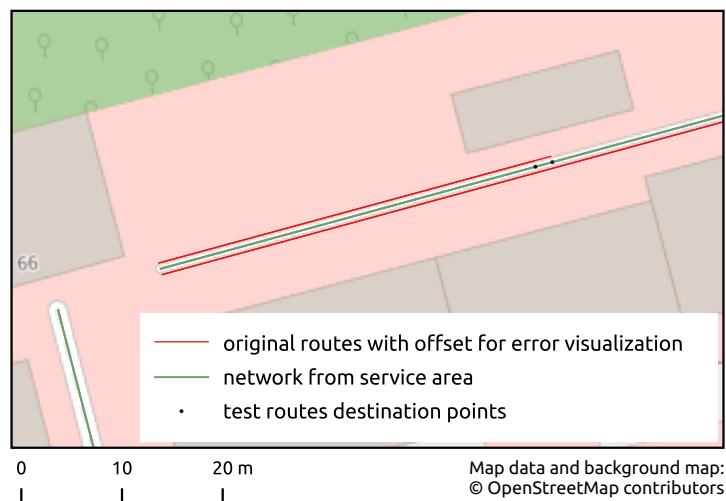 66
original routes with offset for error visualization
network from service area
test routes destination points
0 10 20 m
Map data and background map:
© OpenStreetMap contributors